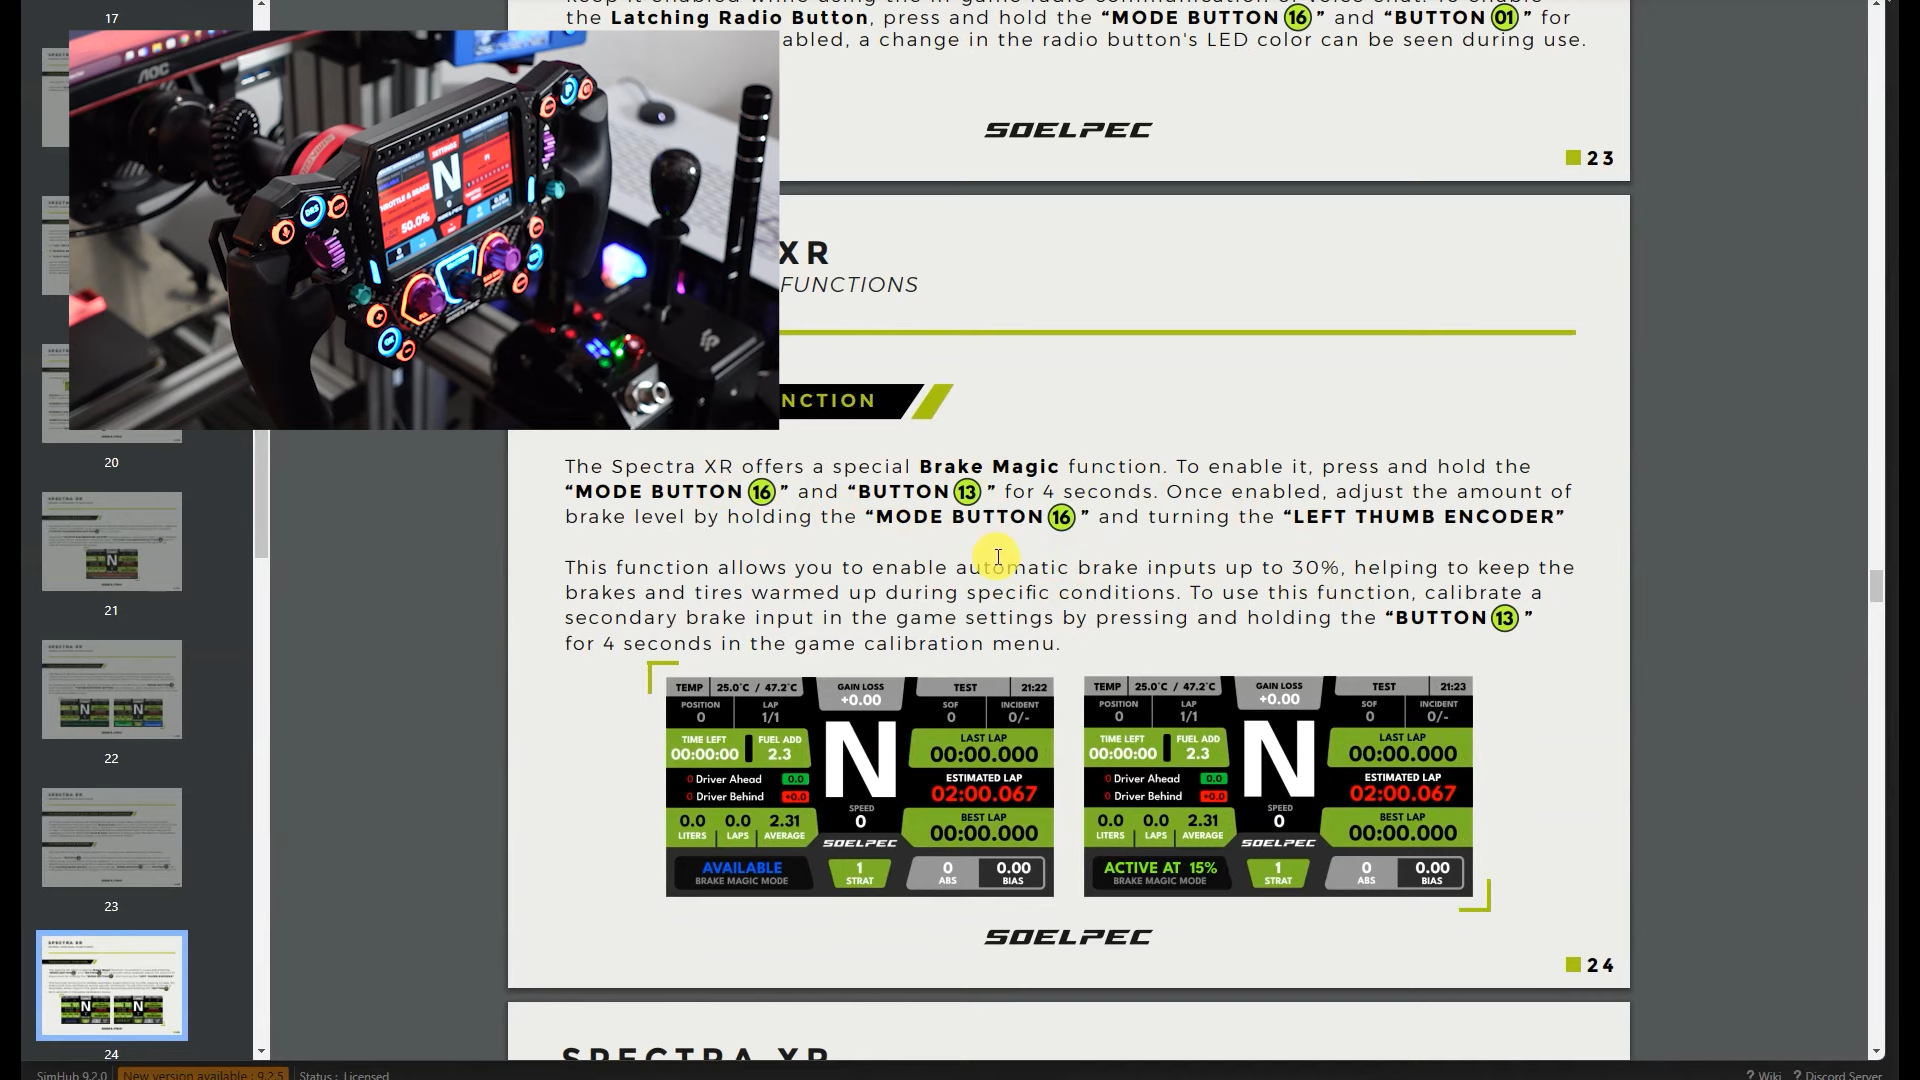 17
the Latching Radio Button, press and hold the “MODE BUTTON 16 ” and “BUTTON 01 ” for
abled, a change in the radio button's LED color can be seen during use.
SOELPEC
23
XR
FUNCTIONS
NCTION
The Spectra XR offers a special Brake Magic function. To enable it, press and hold the
“MODE BUTTON 16 ” and “BUTTON 13 ” for 4 seconds. Once enabled, adjust the amount of
brake level by holding the “MODE BUTTON 16 ” and turning the “LEFT THUMB ENCODER”
This function allows you to enable automatic brake inputs up to 30%, helping to keep the
brakes and tires warmed up during specific conditions. To use this function, calibrate a
secondary brake input in the game settings by pressing and holding the “BUTTON 13 ”
for 4 seconds in the game calibration menu.
TEMP 25.0°C / 47.2°C GAIN LOSS +0.00 TEST 21:22
POSITION 0 LAP 1/1 SOF 0 INCIDENT 0/-
TIME LEFT 00:00:00 FUEL ADD 2.3 N LAST LAP 00:00.000
0 Driver Ahead 0.0 ESTIMATED LAP
0 Driver Behind +0.0 02:00.067
SPEED 0
0.0 LITERS 0.0 LAPS 2.31 AVERAGE BEST LAP 00:00.000
SOELPEC
AVAILABLE BRAKE MAGIC MODE 1 STRAT 0 ABS 0.00 BIAS
TEMP 25.0°C / 47.2°C GAIN LOSS +0.00 TEST 21:23
POSITION 0 LAP 1/1 SOF 0 INCIDENT 0/-
TIME LEFT 00:00:00 FUEL ADD 2.3 N LAST LAP 00:00.000
0 Driver Ahead 0.0 ESTIMATED LAP
0 Driver Behind +0.0 02:00.067
SPEED 0
0.0 LITERS 0.0 LAPS 2.31 AVERAGE BEST LAP 00:00.000
SOELPEC
ACTIVE AT 15% BRAKE MAGIC MODE 1 STRAT 0 ABS 0.00 BIAS
SOELPEC
24
SPECTRA XR
20
21
22
23
24
AOC
SETTINGS
N
THROTTLE & BRAKE
50.0%
DRS
OK
SOELPEC
SimHub 9.2.0 New version available : 9.2.5 Status : Licensed
? Wiki ? Discord Server